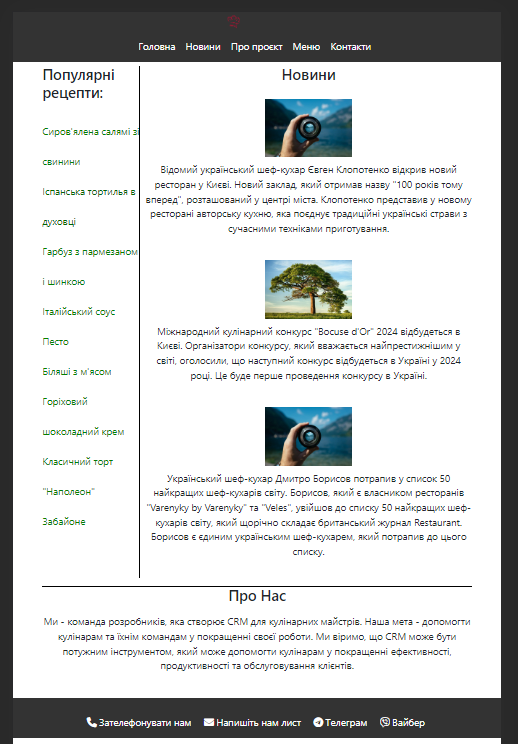 Головна Новини Про проєкт Меню Контакти
Популярні
рецепти:
Сиров'ялена салямі зі
свинини
Іспанська тортилья в
духовці
Гарбуз з пармезаном
і шинкою
Італійський соус
Песто
Біляші з м'ясом
Горіховий
шоколадний крем
Класичний торт
"Наполеон"
Забайоне
Новини
Відомий український шеф-кухар Євген Клопотенко відкрив новий
ресторан у Києві. Новий заклад, який отримав назву "100 років тому
вперед", розташований у центрі міста. Клопотенко представив у новому
ресторані авторську кухню, яка поєднує традиційні українські страви з
сучасними техніками приготування.
Міжнародний кулінарний конкурс "Bocuse d'Or" 2024 відбудеться в
Києві. Організатори конкурсу, який вважається найпрестижнішим у
світі, оголосили, що наступний конкурс відбудеться в Україні у 2024
році. Це буде перше проведення конкурсу в Україні.
Український шеф-кухар Дмитро Борисов потрапив у список 50
найкращих шеф-кухарів світу. Борисов, який є власником ресторанів
"Varenyky by Varenyky" та "Veles", увійшов до списку 50 найкращих шеф-
кухарів світу, який щорічно складає британський журнал Restaurant.
Борисов є єдиним українським шеф-кухарем, який потрапив до цього
списку.
Про Нас
Ми - команда розробників, яка створює CRM для кулінарних майстрів. Наша мета - допомогти
кулінарам та їхнім командам у покращенні своєї роботи. Ми віримо, що CRM може бути
потужним інструментом, який може допомогти кулінарам у покращенні ефективності,
продуктивності та обслуговування клієнтів.
Зателефонувати нам Напишіть нам лист Телеграм Вайбер